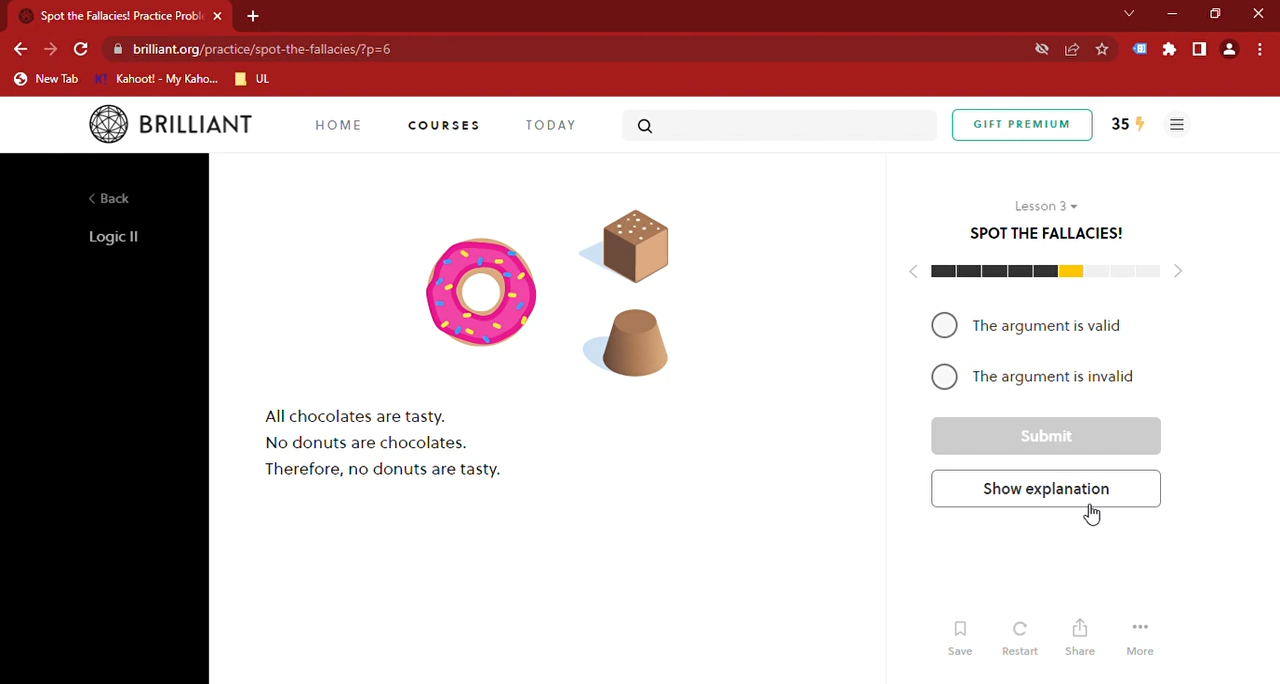 Spot the Fallacies! Practice Proble
brilliant.org/practice/spot-the-fallacies/?p=6
New Tab
K! Kahoot! - My Kaho...
UL
BRILLIANT
HOME
COURSES
TODAY
GIFT PREMIUM
35
Back
Logic II
Lesson 3
SPOT THE FALLACIES!
The argument is valid
The argument is invalid
Submit
Show explanation
All chocolates are tasty.
No donuts are chocolates.
Therefore, no donuts are tasty.
Save
Restart
Share
More